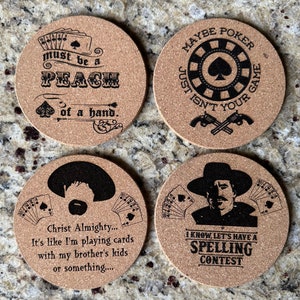 must be a
PEACH
of a hand.
MAYBE POKER
JUST ISN'T YOUR GAME
Christ Almighty...
It's like I'm playing cards
with my brother's kids
or something....
I KNOW, LET'S HAVE A
SPELLING
CONTEST